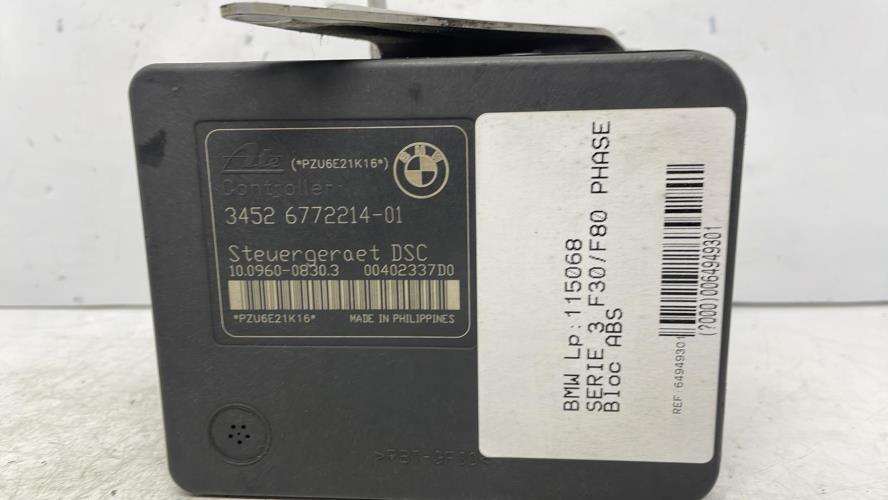 Ate (*PZU6E21K16*) BMW
Controller
3452 6772214-01
Steuergeraet DSC
10.0960-0830.3 00402337D0
*PZU6E21K16* MADE IN PHILIPPINES
BMW Lp:115068
SERIE 3 F30/F80 PHASE
Bloc ABS
REF 64949301
(7000)0064949301